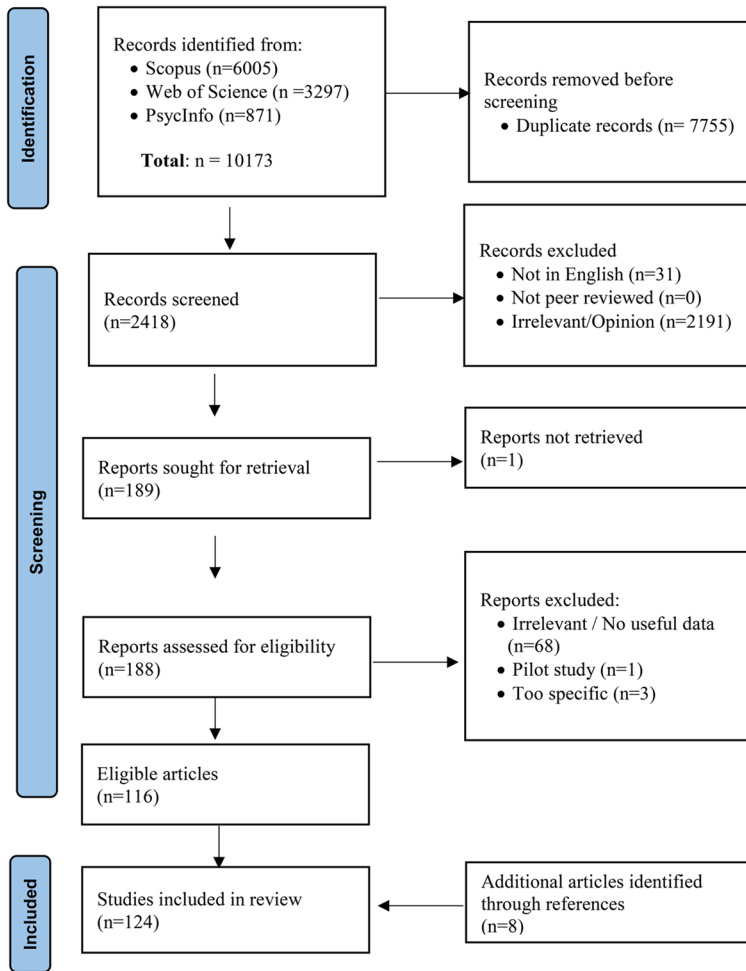 Identification
Records identified from:
• Scopus (n=6005)
• Web of Science (n =3297)
• PsycInfo (n=871)
Total: n = 10173
Records removed before
screening
• Duplicate records (n= 7755)
Screening
Records screened
(n=2418)
Records excluded
• Not in English (n=31)
• Not peer reviewed (n=0)
• Irrelevant/Opinion (n=2191)
Reports sought for retrieval
(n=189)
Reports not retrieved
(n=1)
Reports assessed for eligibility
(n=188)
Reports excluded:
• Irrelevant / No useful data
(n=68)
• Pilot study (n=1)
• Too specific (n=3)
Eligible articles
(n=116)
Included
Studies included in review
(n=124)
Additional articles identified
through references
(n=8)